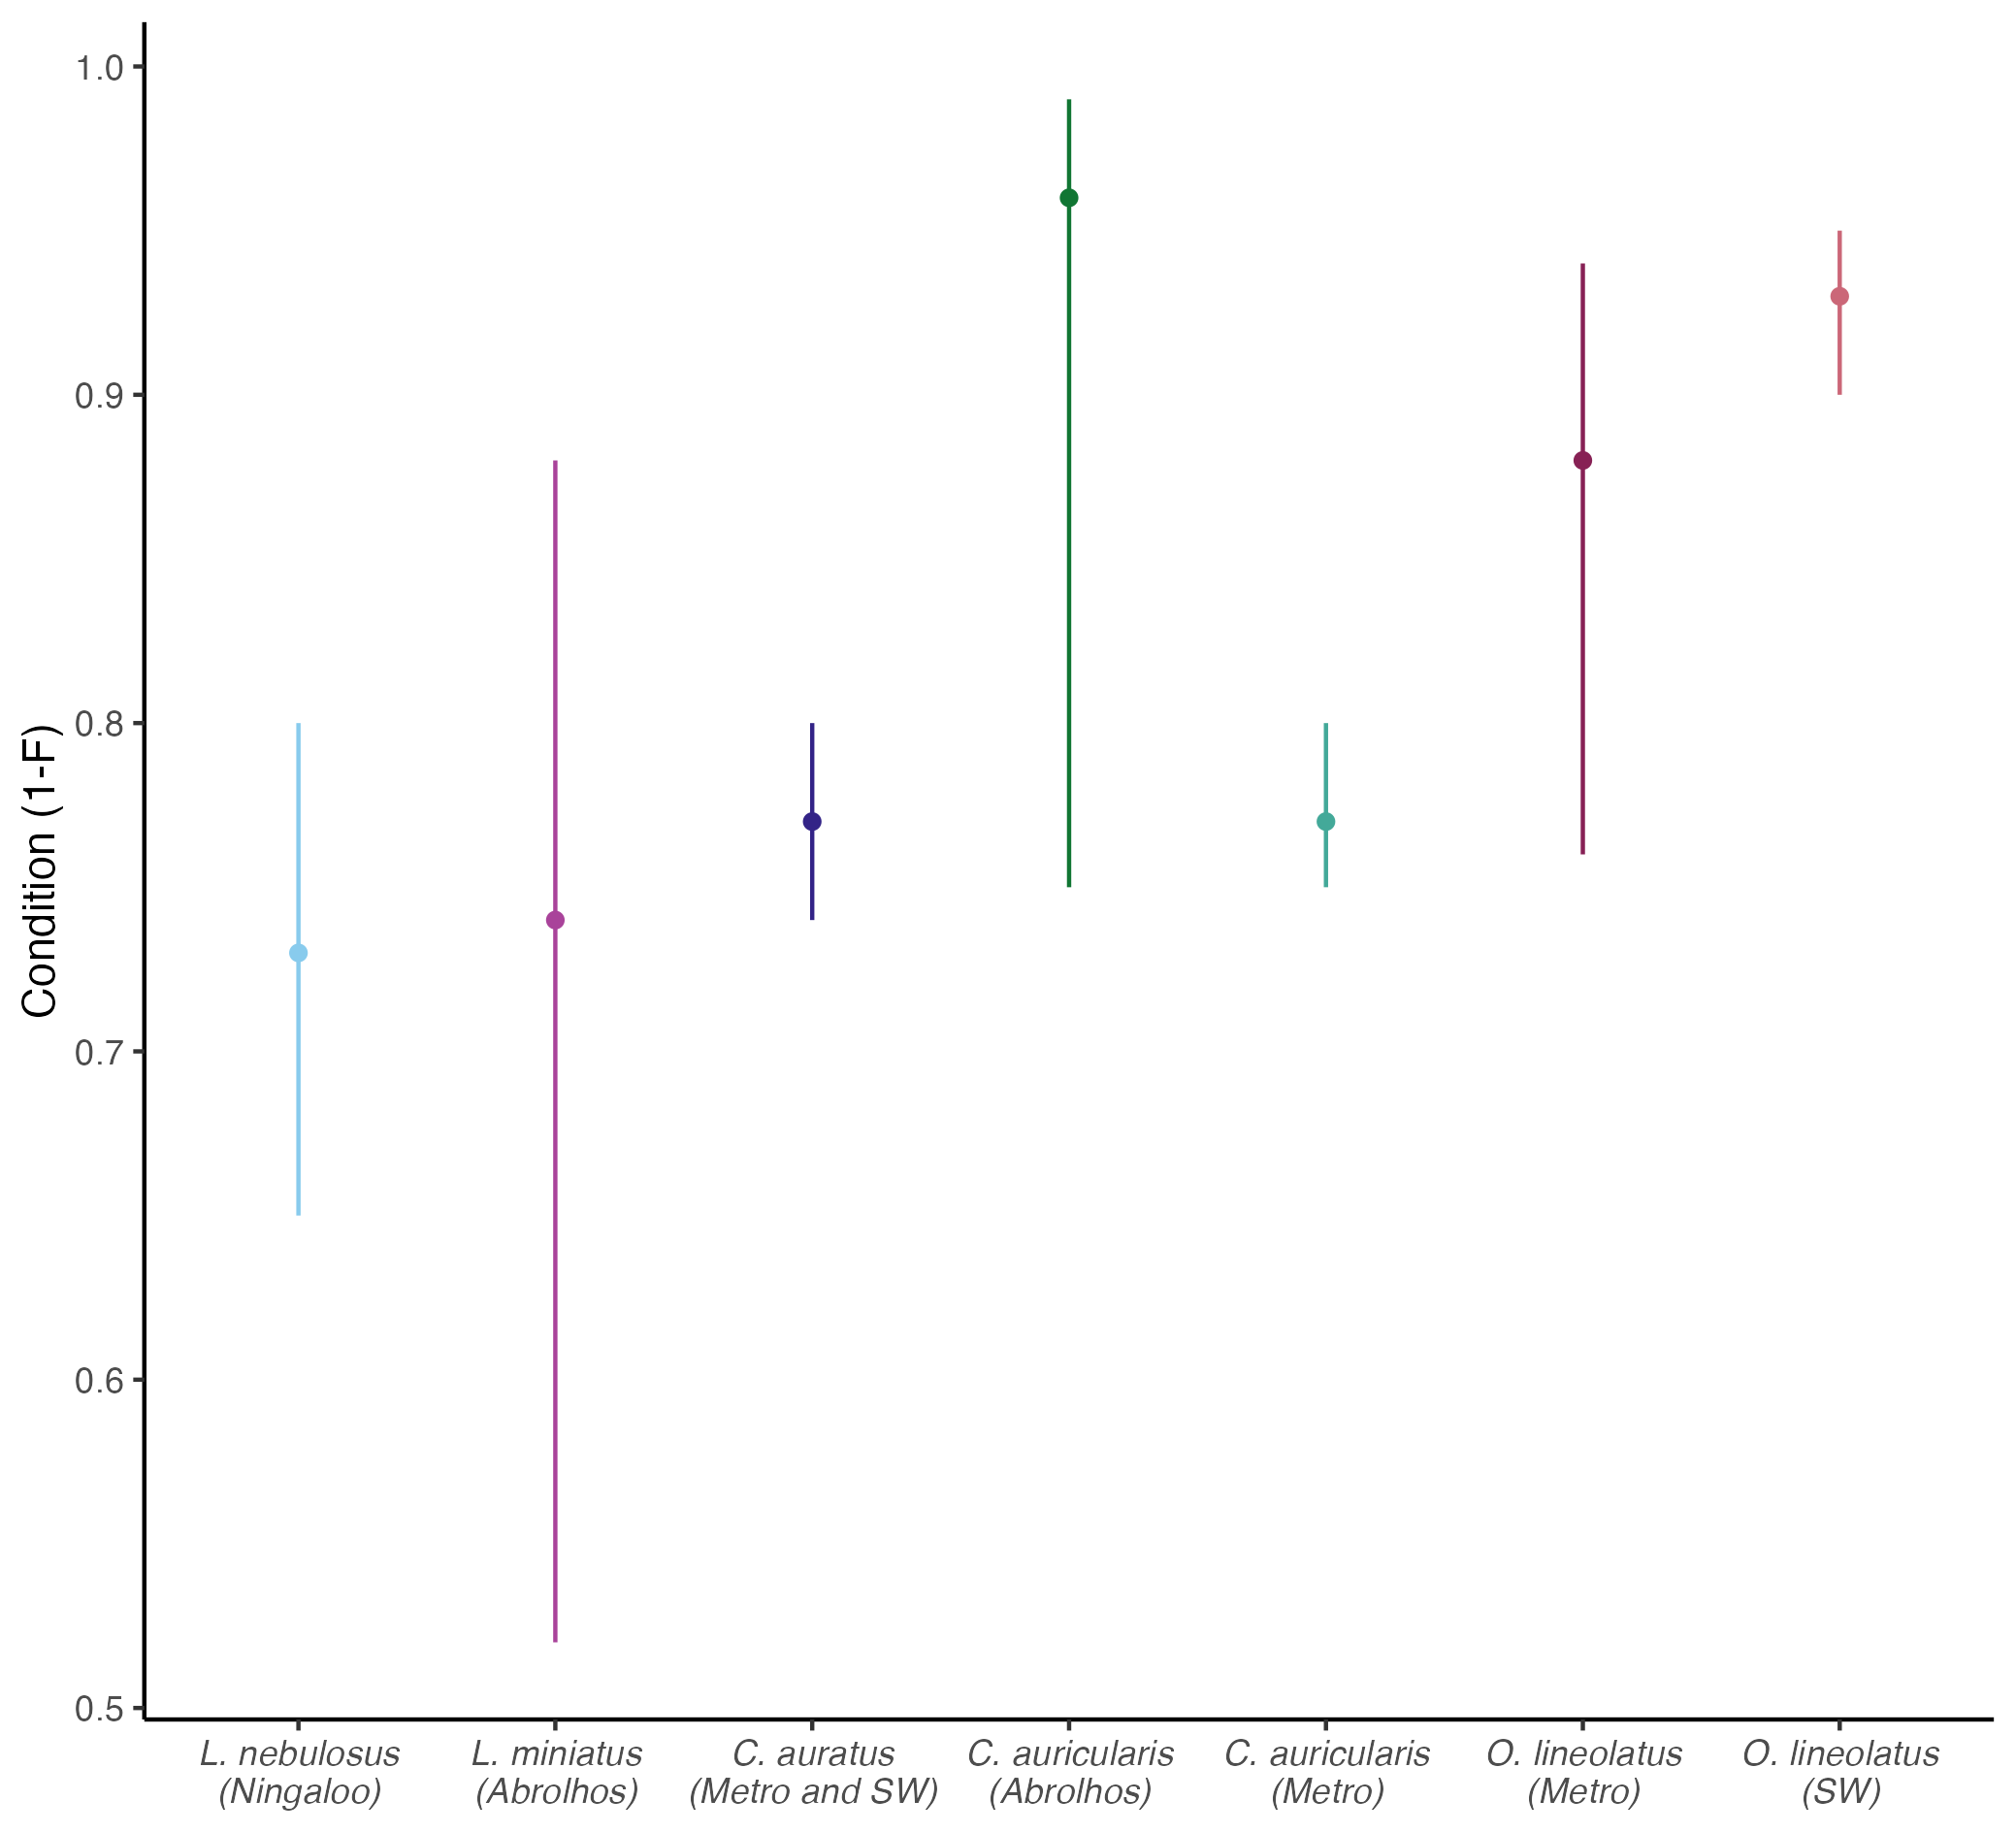 Condition (1-F)
1.0
0.9
0.8
0.7
0.6
0.5
L. nebulosus
(Ningaloo)
L. miniatus
(Abrolhos)
C. auratus
(Metro and SW)
C. auricularis
(Abrolhos)
C. auricularis
(Metro)
O. lineolatus
(Metro)
O. lineolatus
(SW)